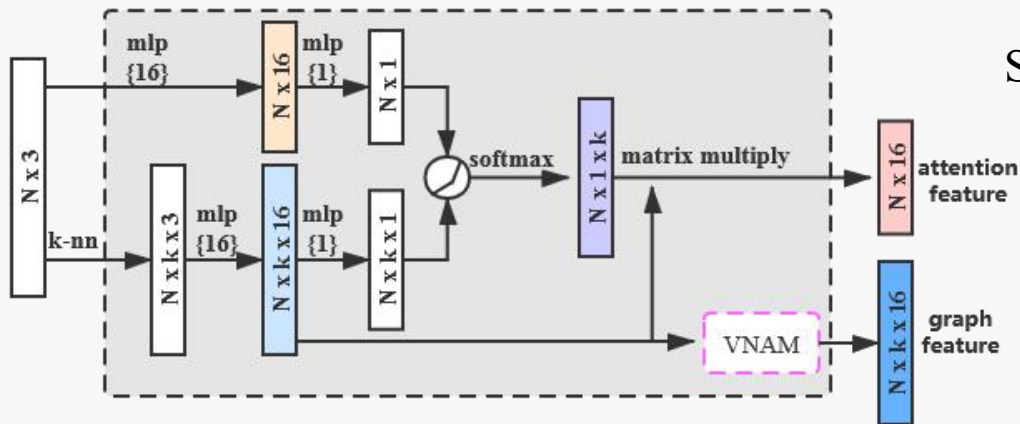 mlp
{16}
N x 16
mlp
{1}
N x 1
S
N x 3
softmax
N x 1 x k
matrix multiply
N x 16
attention
feature
k-nn
N x k x 3
mlp
{16}
N x k x 16
mlp
{1}
N x k x 1
VNAM
N x k x 16
graph
feature